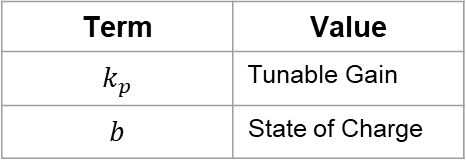 Term Value
k_p Tunable Gain
b State of Charge